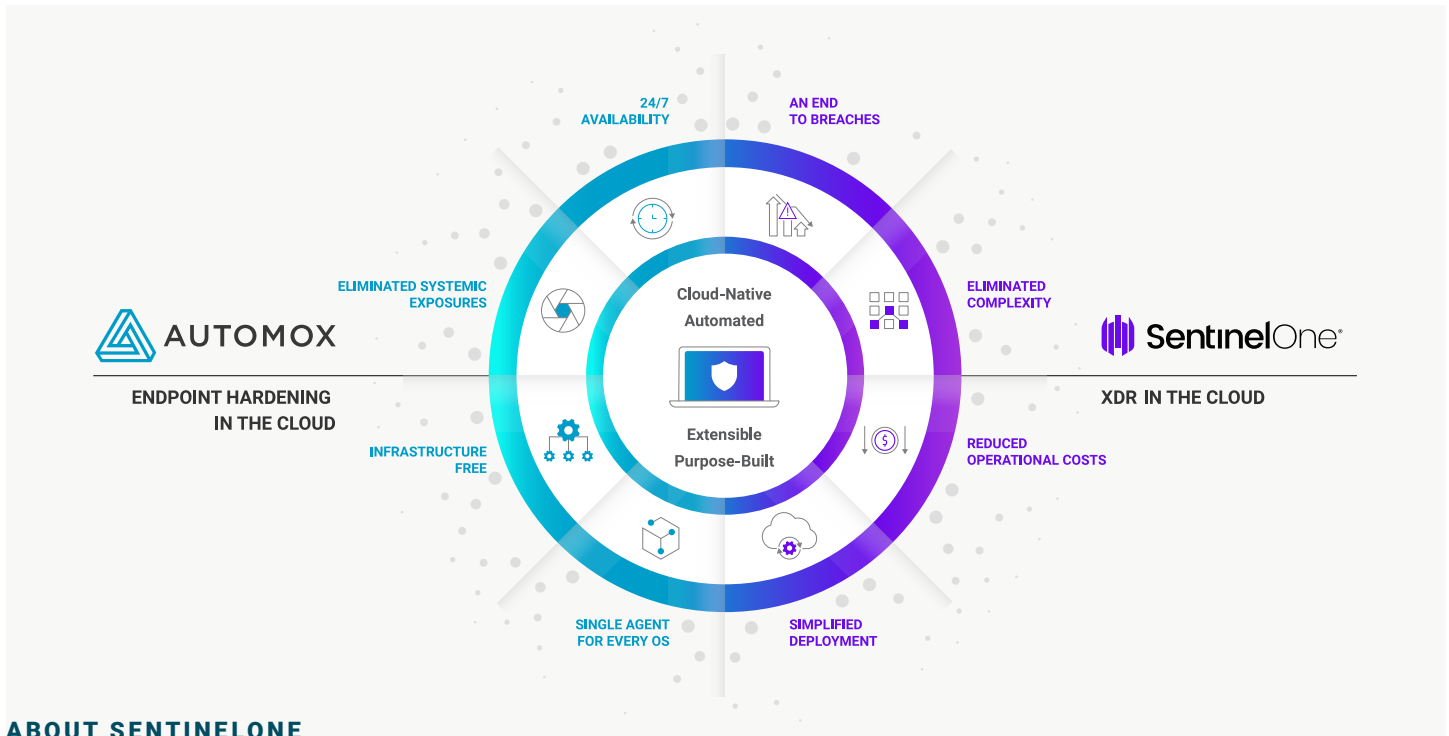 24/7
AVAILABILITY
AN END
TO BREACHES
ELIMINATED SYSTEMIC
EXPOSURES
ELIMINATED
COMPLEXITY
Cloud-Native
Automated
AUTOMOX
SentinelOne®
ENDPOINT HARDENING
IN THE CLOUD
XDR IN THE CLOUD
Extensible
Purpose-Built
INFRASTRUCTURE
FREE
$
REDUCED
OPERATIONAL COSTS
SINGLE AGENT
FOR EVERY OS
SIMPLIFIED
DEPLOYMENT
ABOUT SENTINELONE